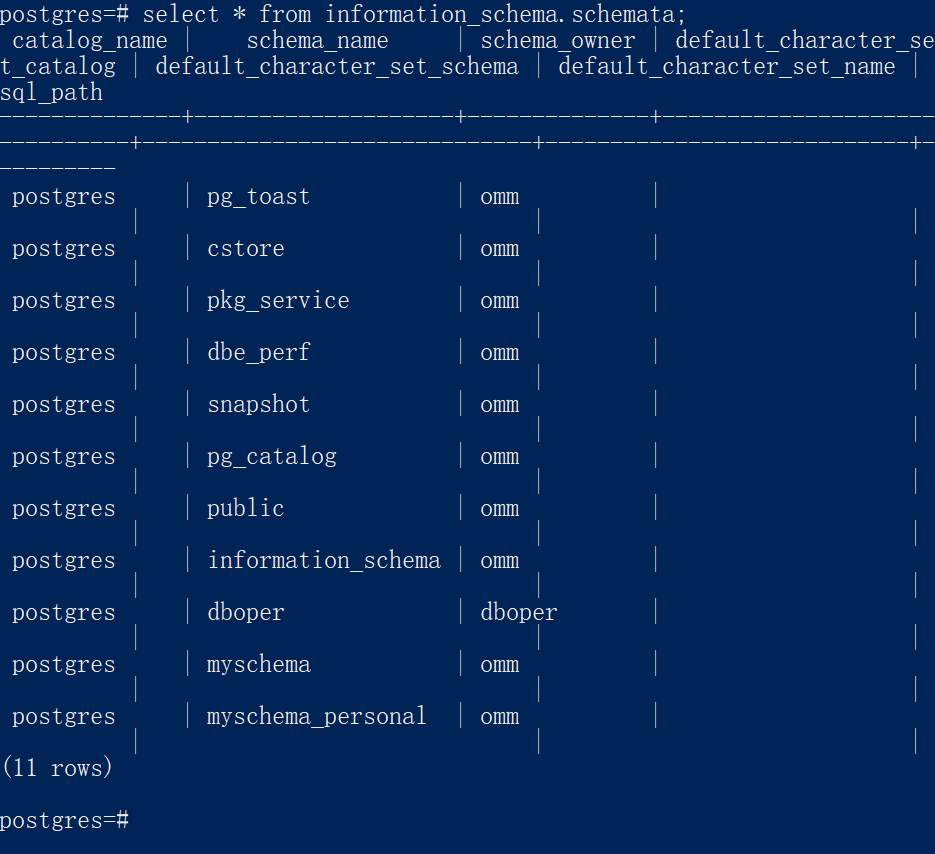 postgres=# select * from information_schema.schemata;
 catalog_name |    schema_name     | schema_owner | default_character_se
t_catalog | default_character_set_schema | default_character_set_name |
sql_path
--------------+--------------------+--------------+---------------------
----------+------------------------------+----------------------------+-
---------
 postgres     | pg_toast           | omm          |
          |                              |                            |
 postgres     | cstore             | omm          |
          |                              |                            |
 postgres     | pkg_service        | omm          |
          |                              |                            |
 postgres     | dbe_perf           | omm          |
          |                              |                            |
 postgres     | snapshot           | omm          |
          |                              |                            |
 postgres     | pg_catalog         | omm          |
          |                              |                            |
 postgres     | public             | omm          |
          |                              |                            |
 postgres     | information_schema | omm          |
          |                              |                            |
 postgres     | dboper             | dboper       |
          |                              |                            |
 postgres     | myschema           | omm          |
          |                              |                            |
 postgres     | myschema_personal  | omm          |
          |                              |                            |
(11 rows)

postgres=#